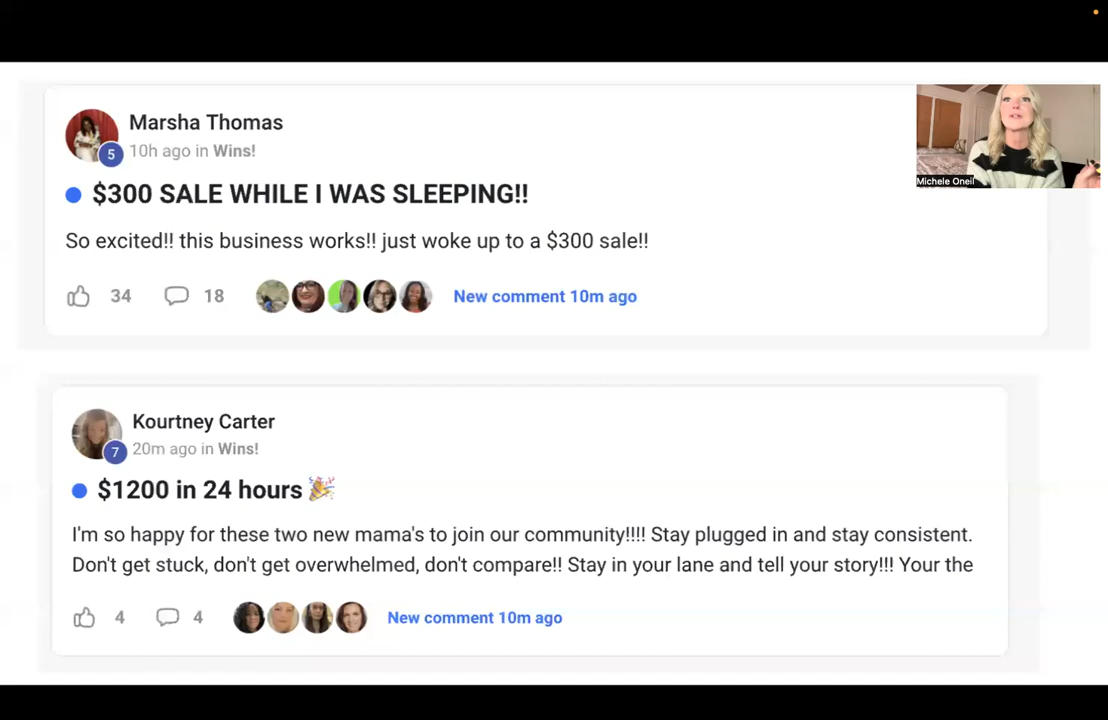 Marsha Thomas
5
10h ago in Wins!
$300 SALE WHILE I WAS SLEEPING!!
So excited!! this business works!! just woke up to a $300 sale!!
34 18 New comment 10m ago
Michele Oneil
Kourtney Carter
7
20m ago in Wins!
$1200 in 24 hours 🎉
I'm so happy for these two new mama's to join our community!!!! Stay plugged in and stay consistent.
Don't get stuck, don't get overwhelmed, don't compare!! Stay in your lane and tell your story!!! Your the
4 4 New comment 10m ago